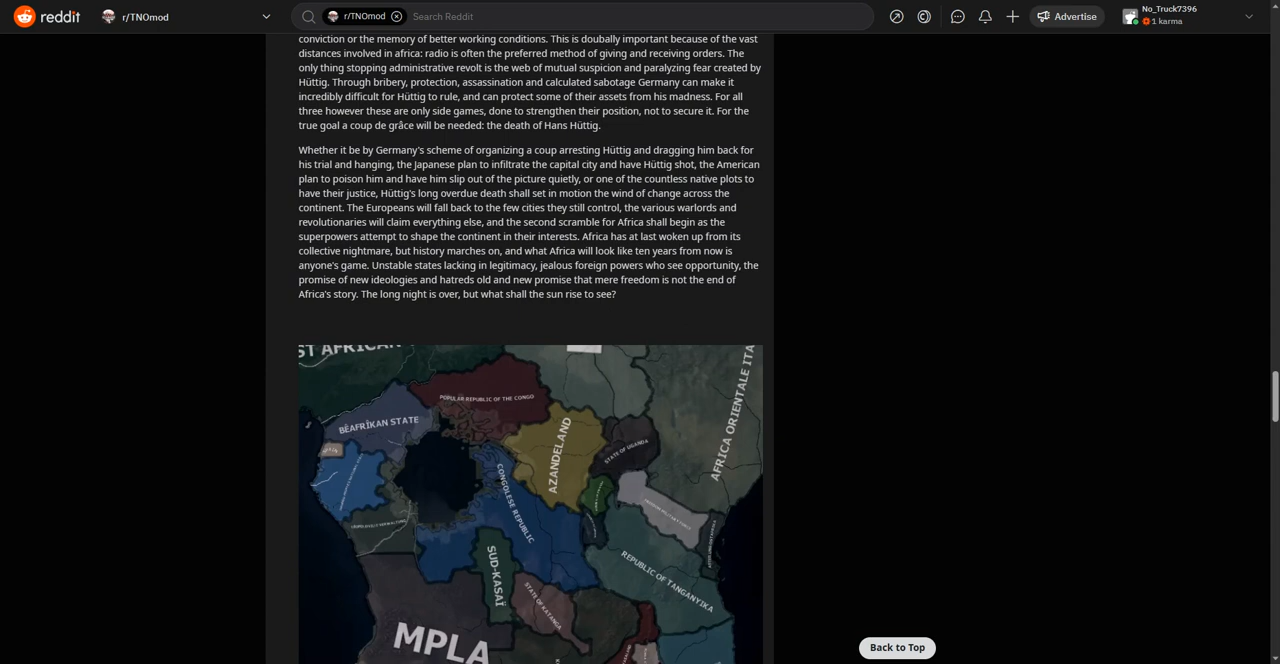 reddit
r/TNOmod
r/TNOmod
Search Reddit
Advertise
No_Truck7396
1 karma
conviction or the memory of better working conditions. This is doubally important because of the vast
distances involved in africa: radio is often the preferred method of giving and receiving orders. The
only thing stopping administrative revolt is the web of mutual suspicion and paralyzing fear created by
Hüttig. Through bribery, protection, assassination and calculated sabotage Germany can make it
incredibly difficult for Hüttig to rule, and can protect some of their assets from his madness. For all
three however these are only side games, done to strengthen their position, not to secure it. For the
true goal a coup de grâce will be needed: the death of Hans Hüttig.
Whether it be by Germany's scheme of organizing a coup arresting Hüttig and dragging him back for
his trial and hanging, the Japanese plan to infiltrate the capital city and have Hüttig shot, the American
plan to poison him and have him slip out of the picture quietly, or one of the countless native plots to
have their justice, Hüttig's long overdue death shall set in motion the wind of change across the
continent. The Europeans will fall back to the few cities they still control, the various warlords and
revolutionaries will claim everything else, and the second scramble for Africa shall begin as the
superpowers attempt to shape the continent in their interests. Africa has at last woken up from its
collective nightmare, but history marches on, and what Africa will look like ten years from now is
anyone's game. Unstable states lacking in legitimacy, jealous foreign powers who see opportunity, the
promise of new ideologies and hatreds old and new promise that mere freedom is not the end of
Africa's story. The long night is over, but what shall the sun rise to see?
ST AFRICAN
POPULAR REPUBLIC OF THE CONGO
BEAFRIKAN STATE
AFRICA ORIENTALE ITA
AZANDELAND
STATE OF UGANDA
CONGOLESE REPUBLIC
SUD-KASAÏ
REPUBLIC OF TANGANYIKA
STATE OF KATANGA
MPLA
Back to Top